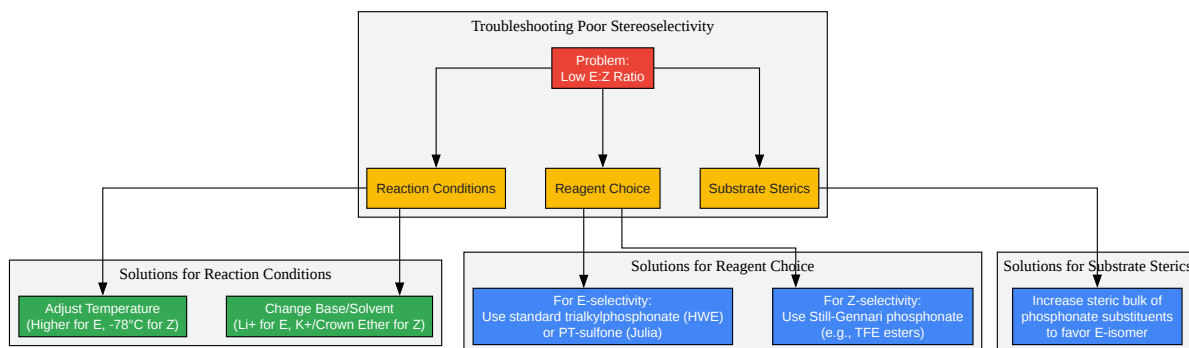 Troubleshooting Poor Stereoselectivity
Problem:
Low E:Z Ratio
Reaction Conditions
Reagent Choice
Substrate Sterics
Solutions for Reaction Conditions
Adjust Temperature
(Higher for E, -78°C for Z)
Change Base/Solvent
(Li+ for E, K+/Crown Ether for Z)
Solutions for Reagent Choice
For E-selectivity:
Use standard trialkylphosphonate (HWE)
or PT-sulfone (Julia)
For Z-selectivity:
Use Still-Gennari phosphonate
(e.g., TFE esters)
Solutions for Substrate Sterics
Increase steric bulk of
phosphonate substituents
to favor E-isomer